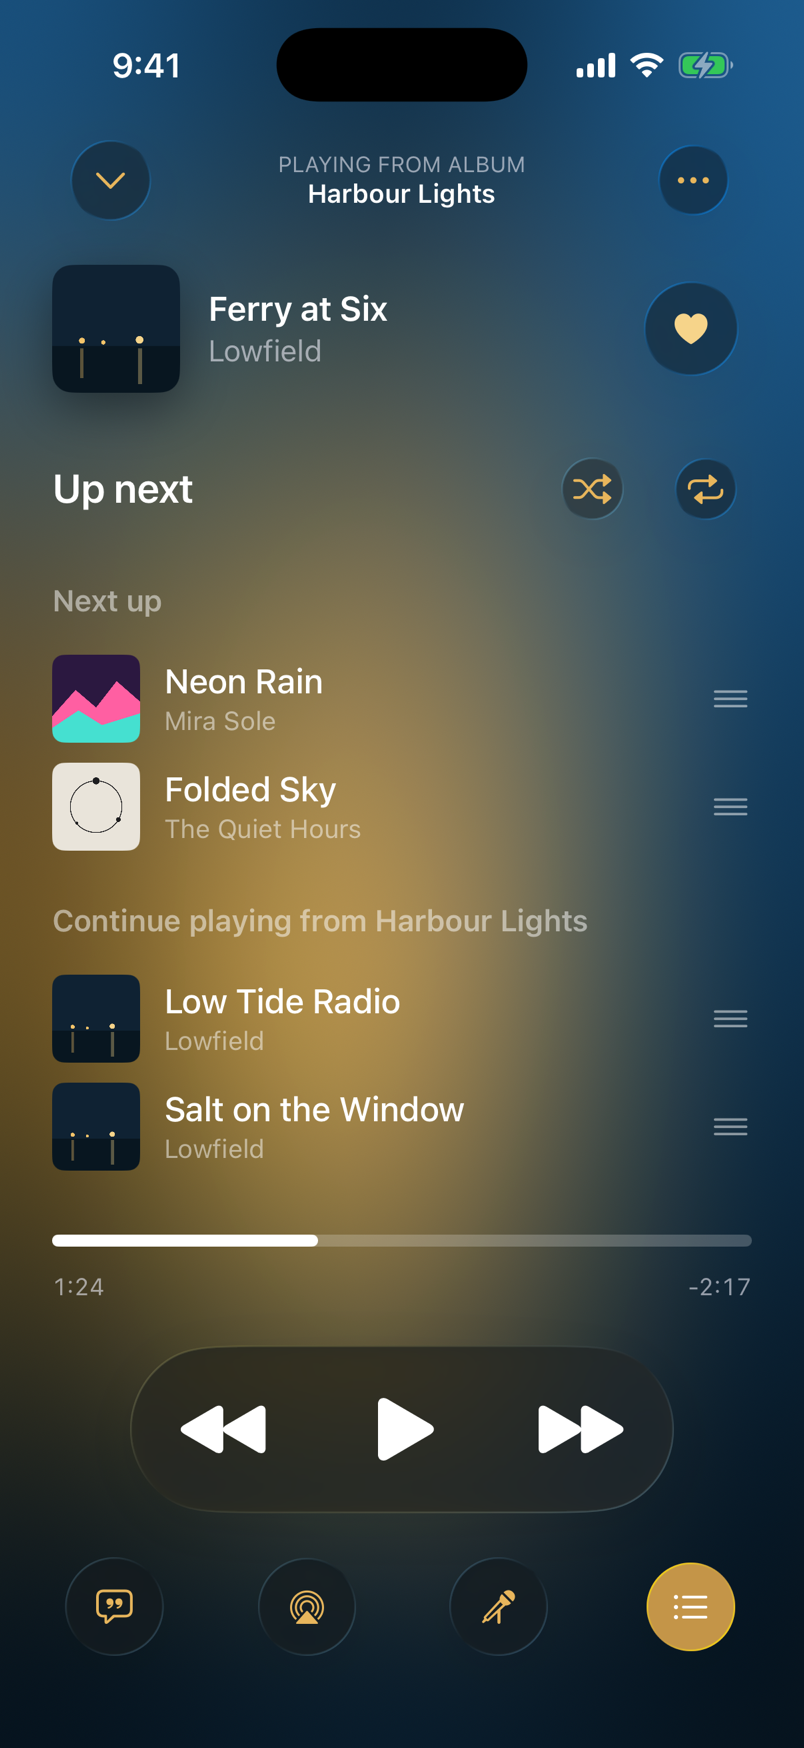 9:41
PLAYING FROM ALBUM
Harbour Lights
Ferry at Six
Lowfield
Up next
Next up
Neon Rain
Mira Sole
Folded Sky
The Quiet Hours
Continue playing from Harbour Lights
Low Tide Radio
Lowfield
Salt on the Window
Lowfield
1:24
-2:17